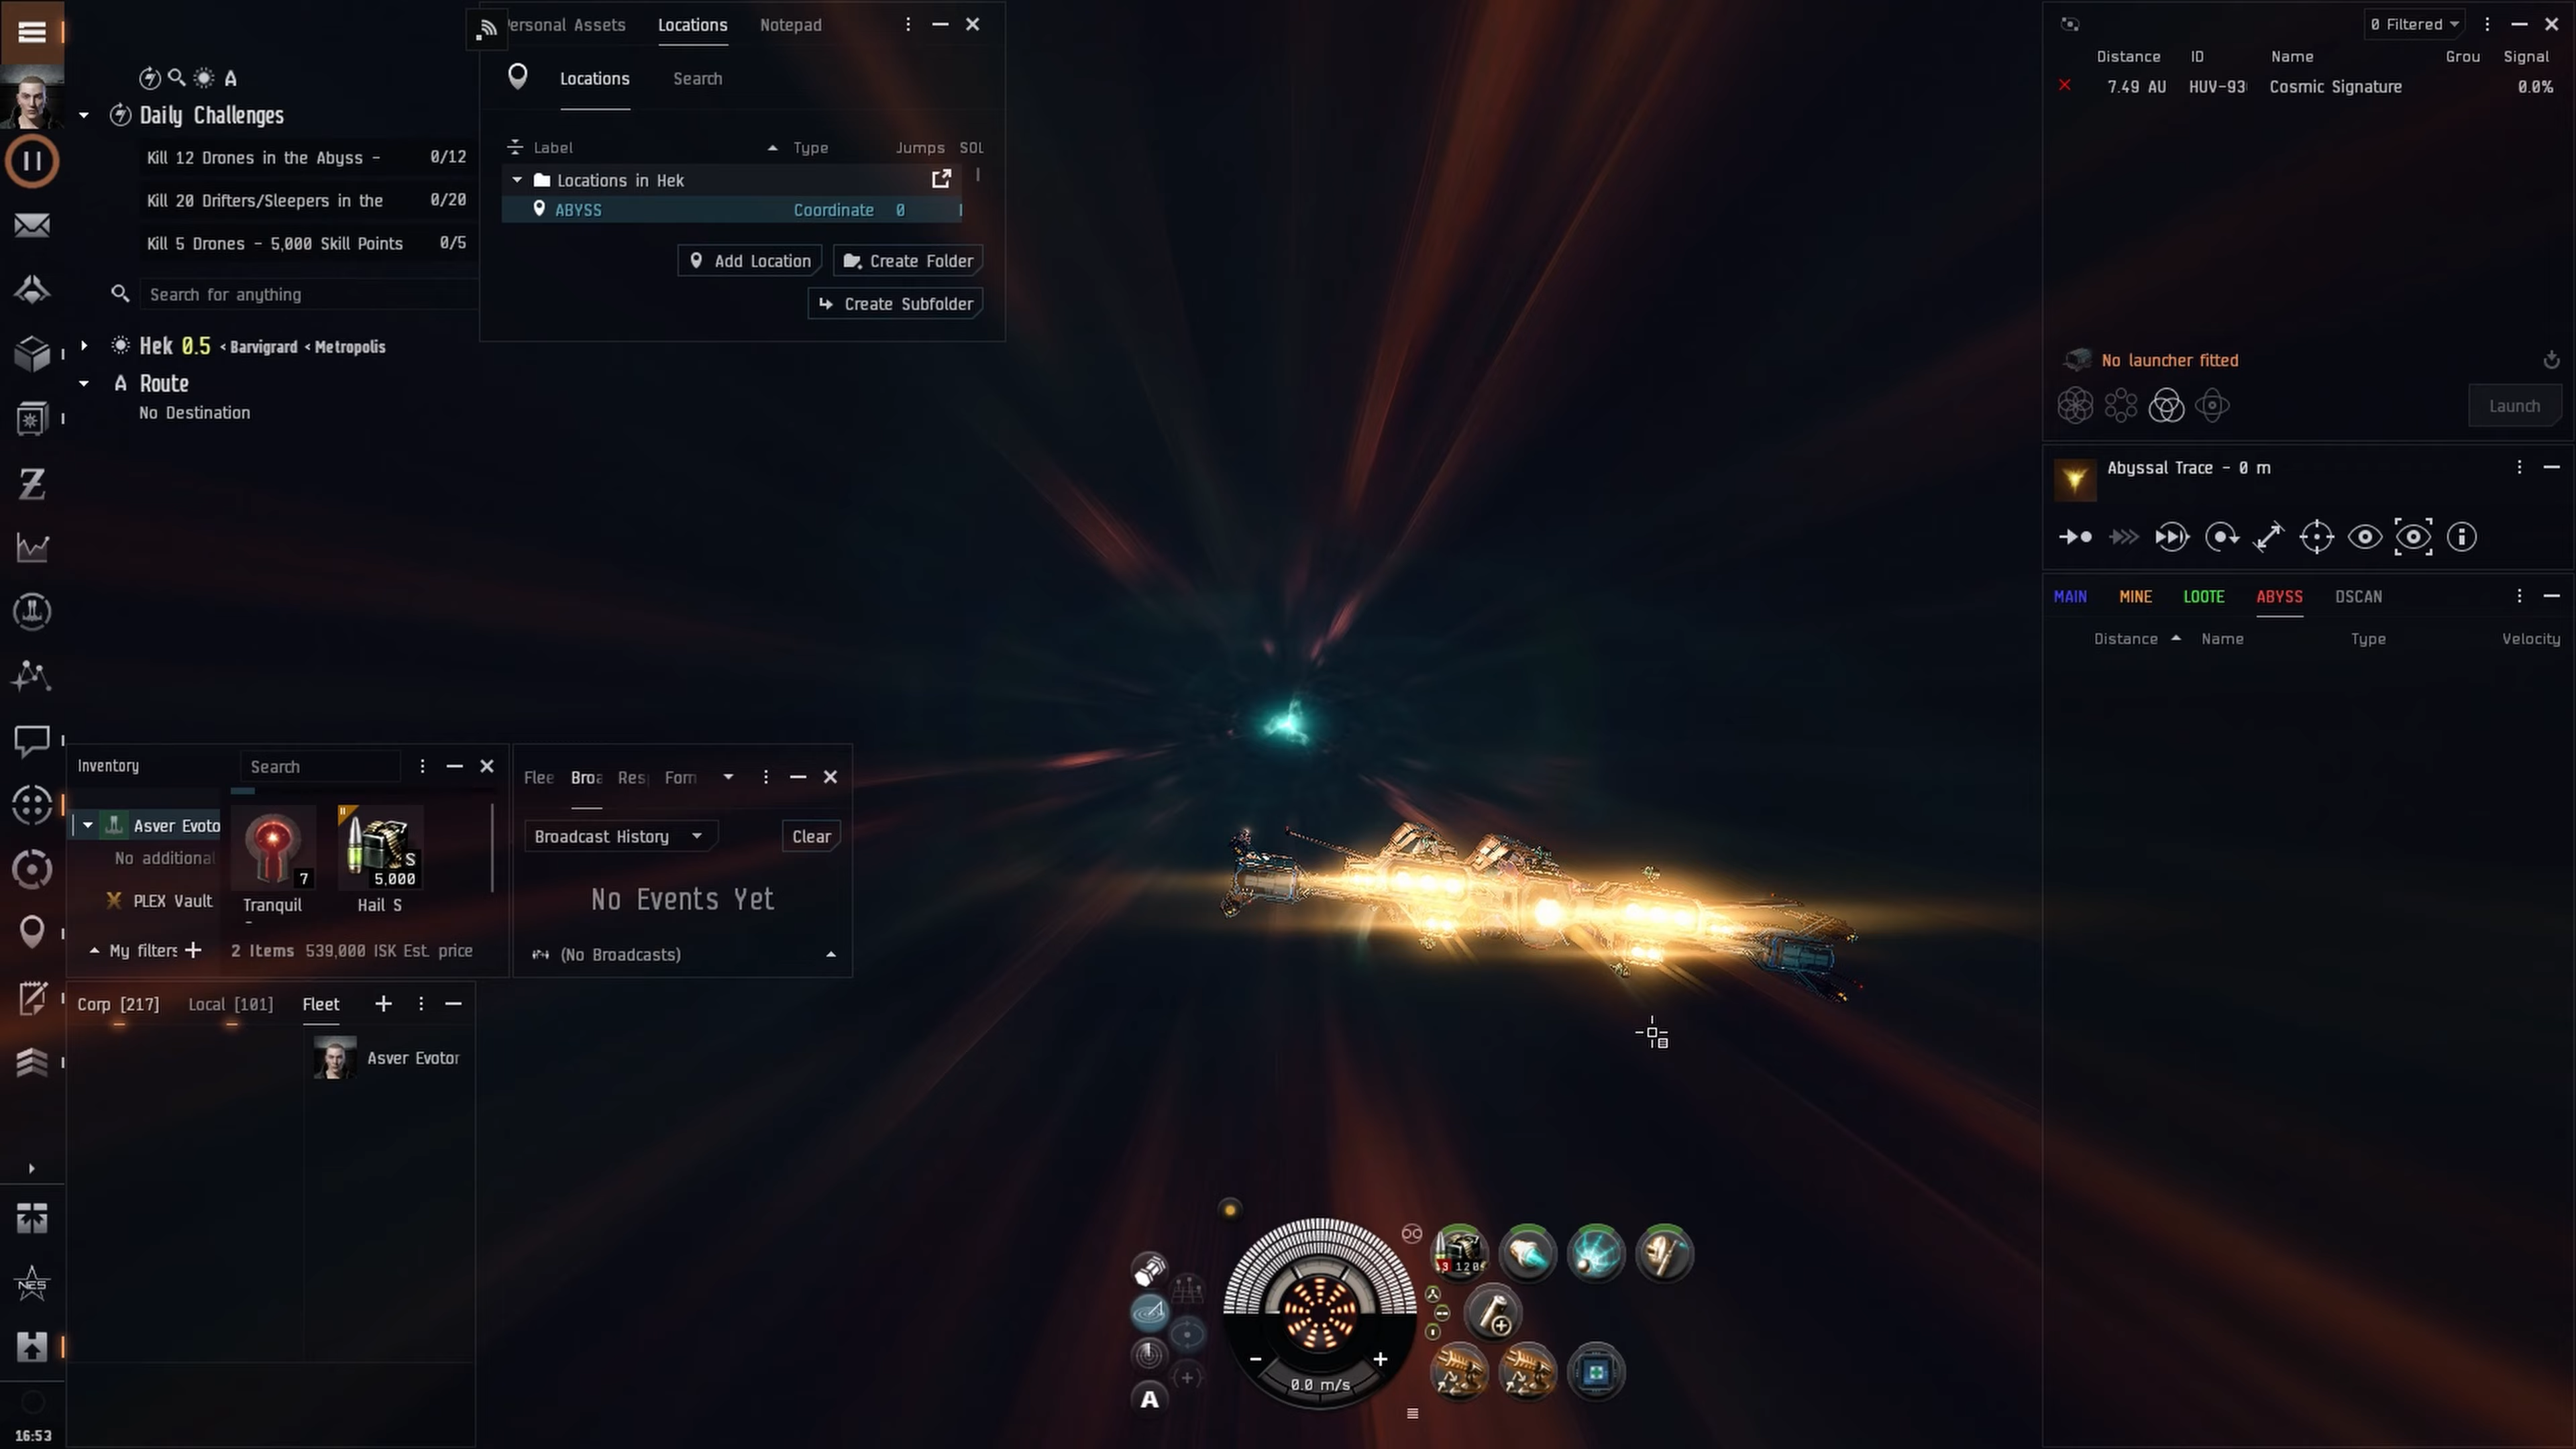 Personal Assets Locations Notepad
Locations Search
Label Type Jumps SOL
Locations in Hek
ABYSS Coordinate 0
Add Location Create Folder
Create Subfolder
A
Daily Challenges
Kill 12 Drones in the Abyss - 0/12
Kill 20 Drifters/Sleepers in the 0/20
Kill 5 Drones - 5,000 Skill Points 0/5
Search for anything
Hek 0.5 < Barvigrard < Metropolis
A Route
No Destination
0 Filtered
Distance ID Name Grou Signal
7.49 AU HUV-93 Cosmic Signature 0.0%
No launcher fitted
Launch
Abyssal Trace - 0 m
MAIN MINE LOOTE ABYSS DSCAN
Distance Name Type Velocity
Inventory Search
Asver Evoto
No additional
PLEX Vault
My filters
7
Tranquil
-
S
5,000
Hail S
2 Items 539,000 ISK Est. price
Flee Broa Res Forn
Broadcast History Clear
No Events Yet
(No Broadcasts)
Corp [217] Local [101] Fleet
Asver Evotor
NES
16:53
A
0.0 m/s
3 120